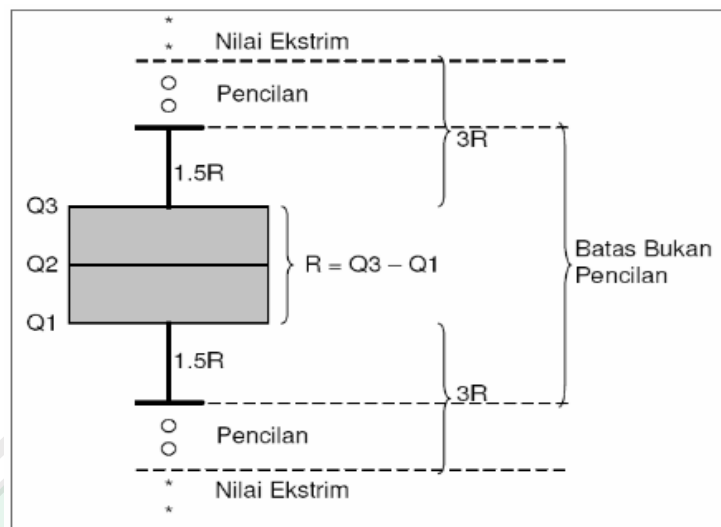 *
* Nilai Ekstrim
Pencilan
3R
1.5R
Q3
Q2
R = Q3 – Q1
Batas Bukan
Pencilan
Q1
1.5R
3R
Pencilan
* Nilai Ekstrim
*